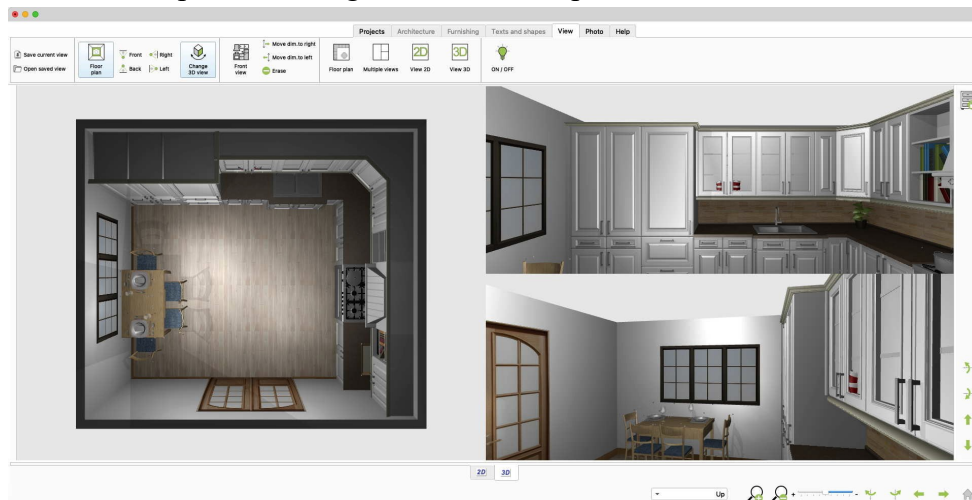 Projects Architecture Furnishing Texts and shapes View Photo Help
Save current view
Open saved view
Floor plan
Front
Back
Right
Left
Change 3D view
Front view
Move dim.to right
Move dim.to left
Erase
Floor plan
Multiple views
2D
View 2D
3D
View 3D
ON / OFF
2D 3D
Up
+ -